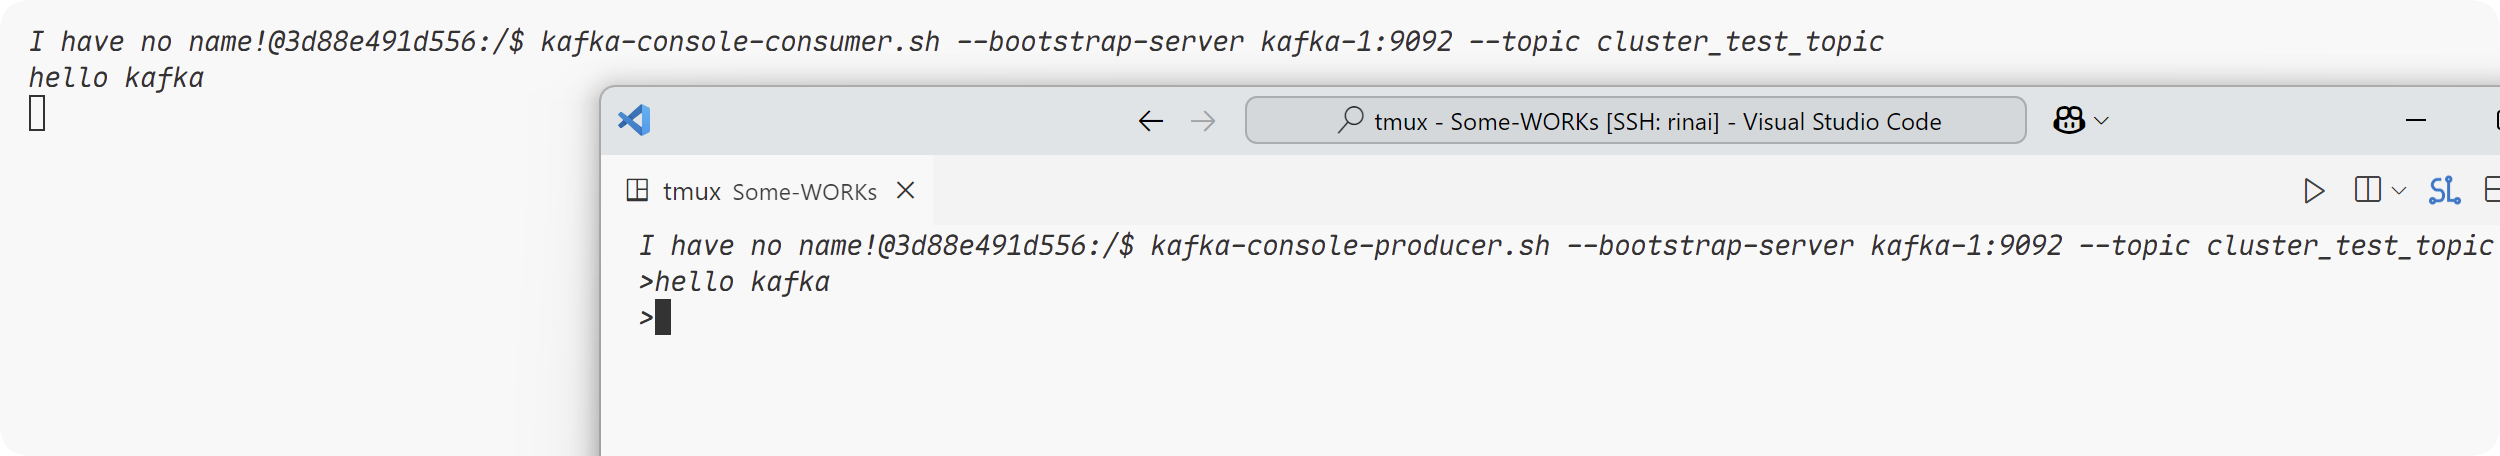 I have no name!@3d88e491d556:/$ kafka-console-consumer.sh --bootstrap-server kafka-1:9092 --topic cluster_test_topic
hello kafka
tmux - Some-WORKs [SSH: rinai] - Visual Studio Code
tmux Some-WORKs
I have no name!@3d88e491d556:/$ kafka-console-producer.sh --bootstrap-server kafka-1:9092 --topic cluster_test_topic
>hello kafka
>